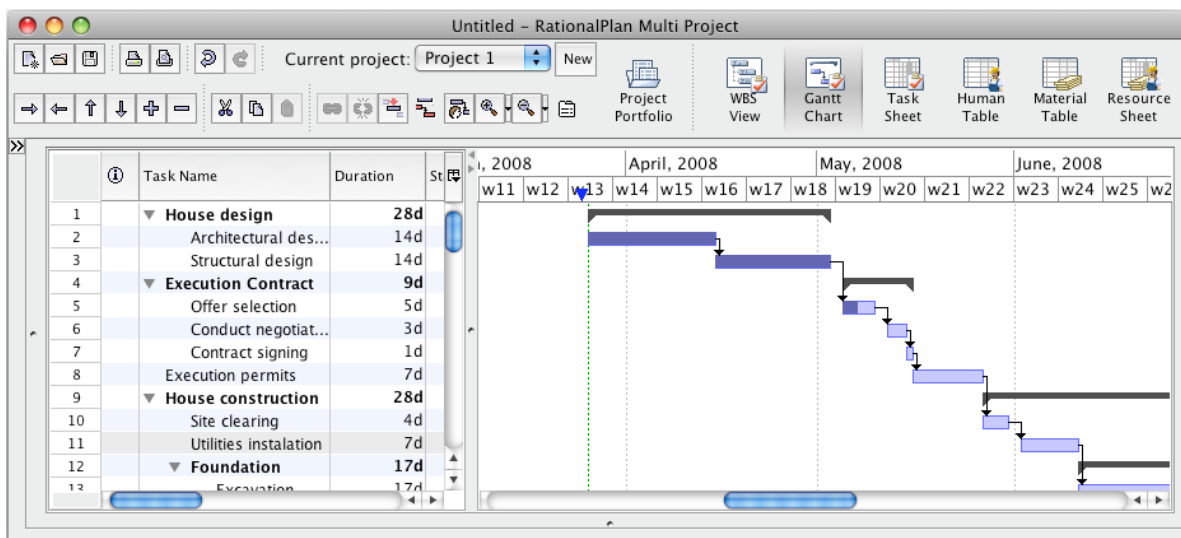 Untitled – RationalPlan Multi Project
Current project: Project 1 New
Project Portfolio
WBS View
Gantt Chart
Task Sheet
Human Table
Material Table
Resource Sheet
Task Name Duration St
, 2008 April, 2008 May, 2008 June, 2008
w11 w12 w13 w14 w15 w16 w17 w18 w19 w20 w21 w22 w23 w24 w25 w2
1 House design 28d
2 Architectural des... 14d
3 Structural design 14d
4 Execution Contract 9d
5 Offer selection 5d
6 Conduct negotiat... 3d
7 Contract signing 1d
8 Execution permits 7d
9 House construction 28d
10 Site clearing 4d
11 Utilities instalation 7d
12 Foundation 17d
13 Excavation 17d